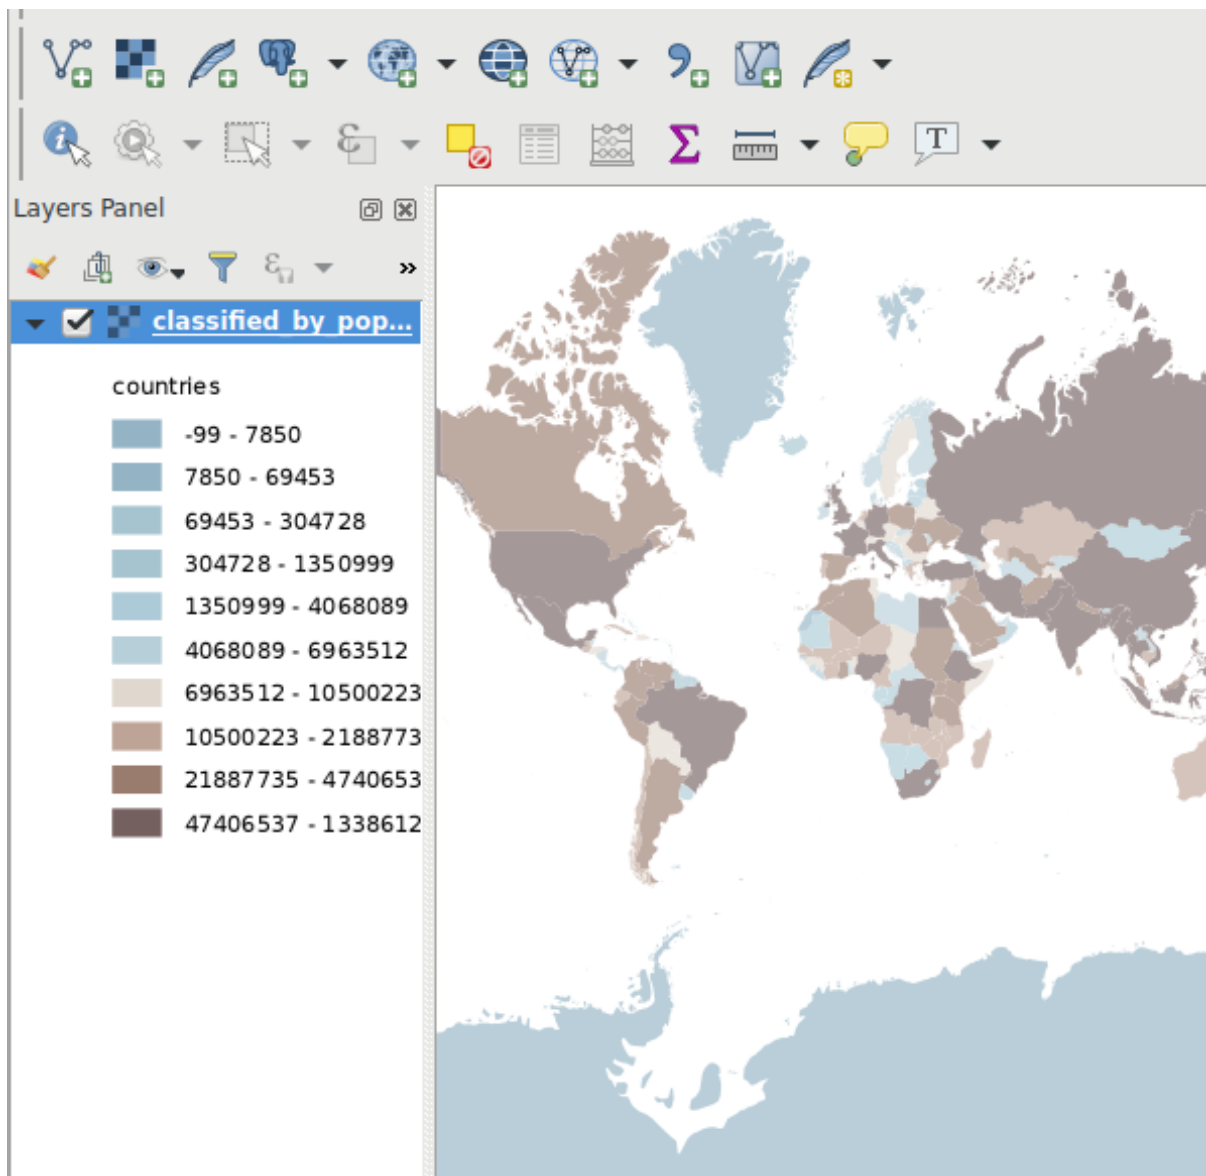 Layers Panel
classified_by_pop...
countries
-99 - 7850
7850 - 69453
69453 - 304728
304728 - 1350999
1350999 - 4068089
4068089 - 6963512
6963512 - 10500223
10500223 - 2188773
21887735 - 4740653
47406537 - 1338612